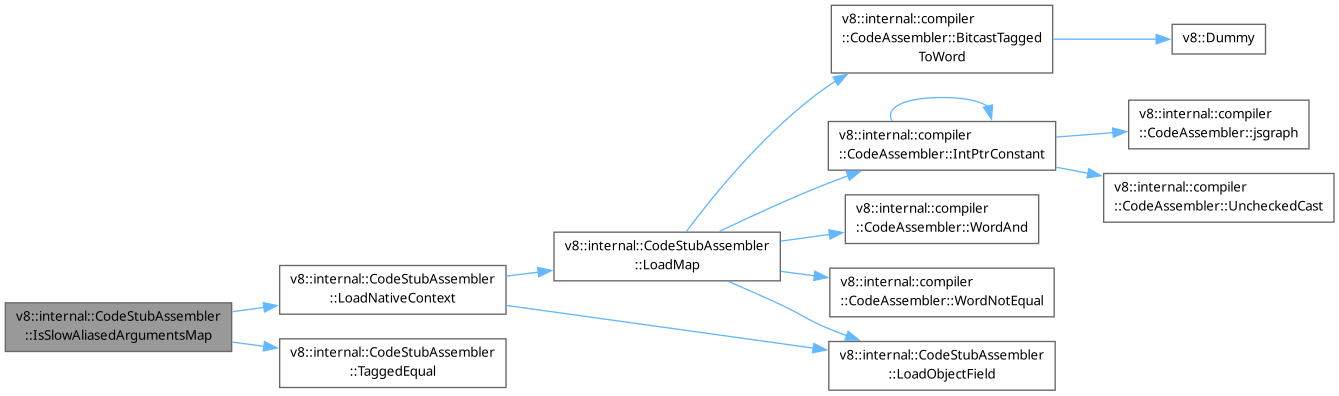 v8::internal::CodeStubAssembler
::IsSlowAliasedArgumentsMap
v8::internal::CodeStubAssembler
::LoadNativeContext
v8::internal::CodeStubAssembler
::TaggedEqual
v8::internal::CodeStubAssembler
::LoadMap
v8::internal::compiler
::CodeAssembler::BitcastTagged
ToWord
v8::internal::compiler
::CodeAssembler::IntPtrConstant
v8::internal::compiler
::CodeAssembler::WordAnd
v8::internal::compiler
::CodeAssembler::WordNotEqual
v8::internal::CodeStubAssembler
::LoadObjectField
v8::Dummy
v8::internal::compiler
::CodeAssembler::jsgraph
v8::internal::compiler
::CodeAssembler::UncheckedCast